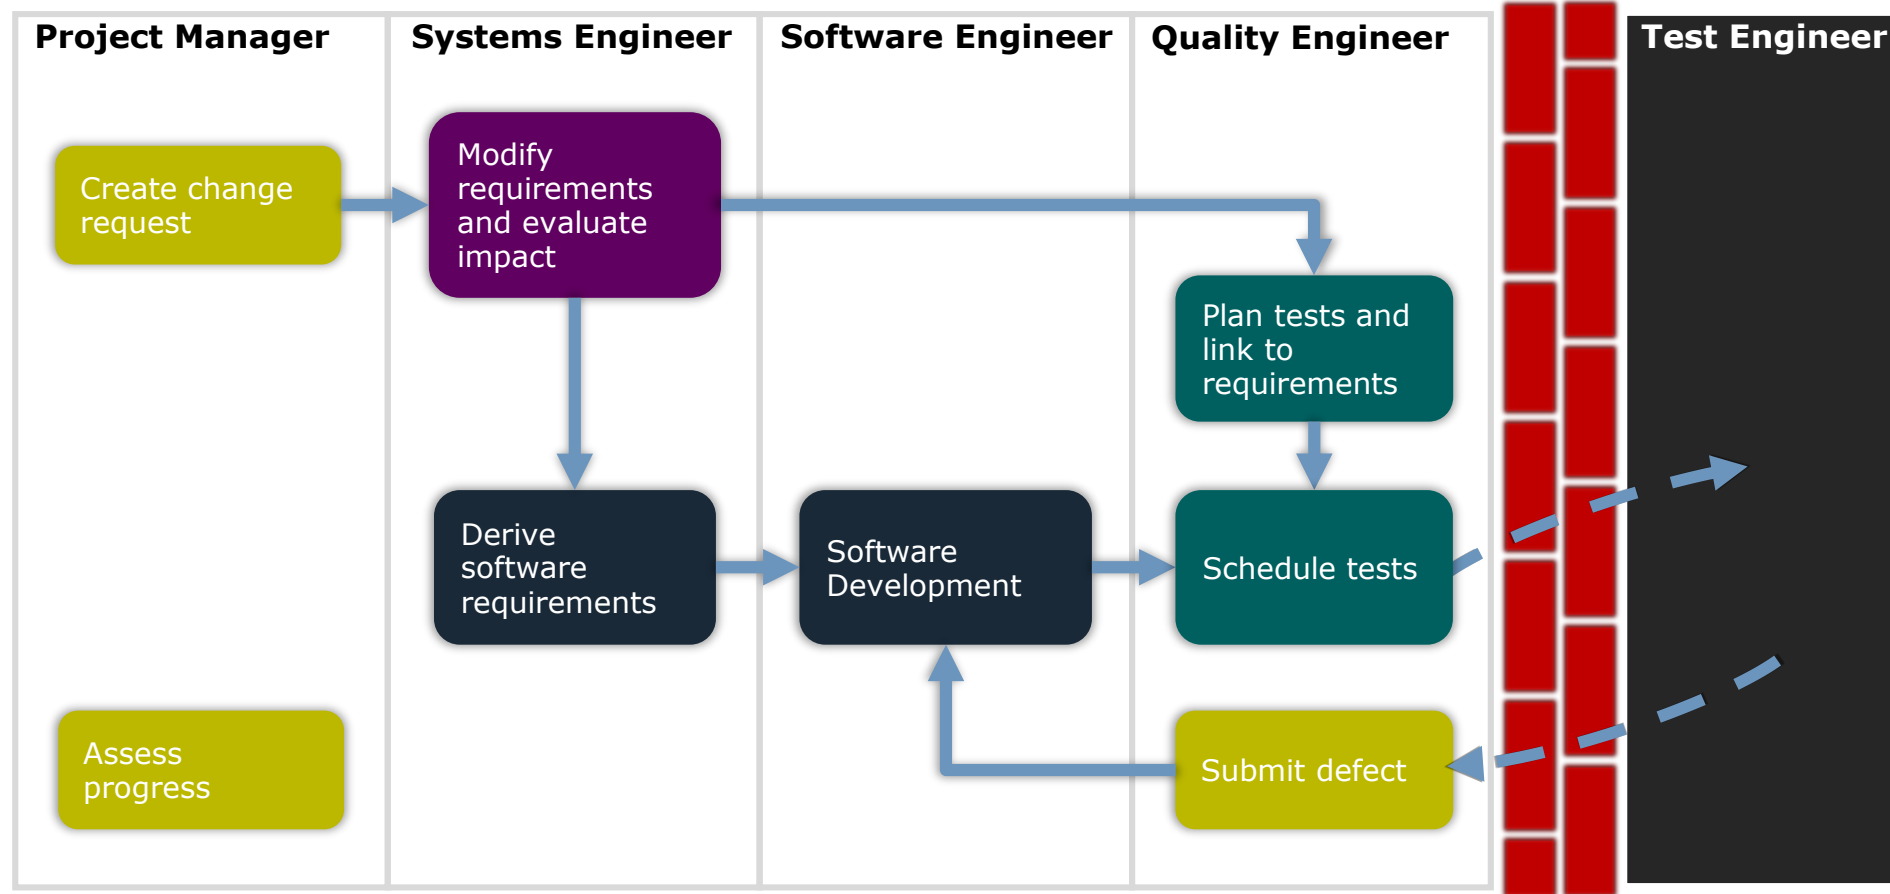 Project Manager
Systems Engineer
Software Engineer
Quality Engineer
Test Engineer
Create change
request
Modify
requirements
and evaluate
impact
Plan tests and
link to
requirements
Derive
software
requirements
Software
Development
Schedule tests
Assess
progress
Submit defect